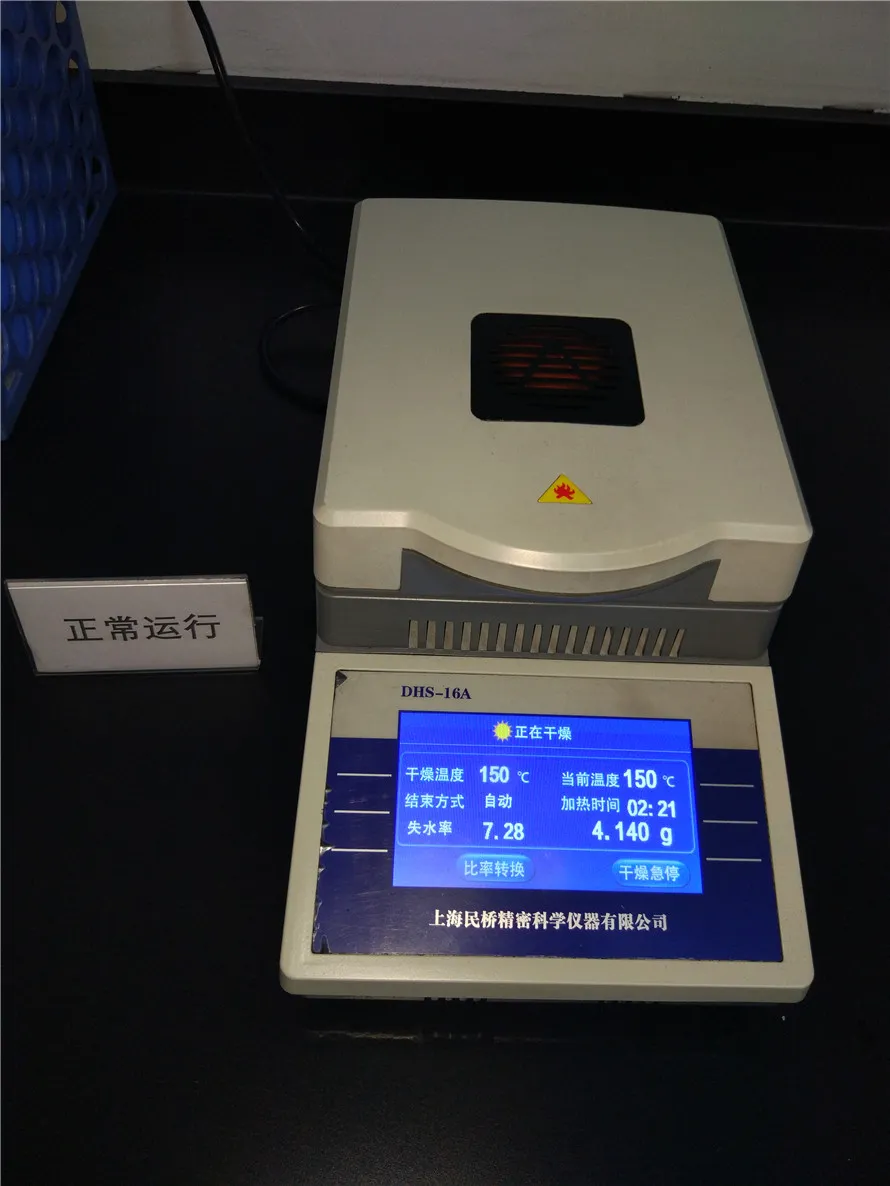 正常运行
DHS-16A
正在干燥
干燥温度 150 ℃ 当前温度 150 ℃
结束方式 自动 加热时间 02:21
失水率 7.28 4.140 g
比率转换 干燥急停
上海民桥精密科学仪器有限公司